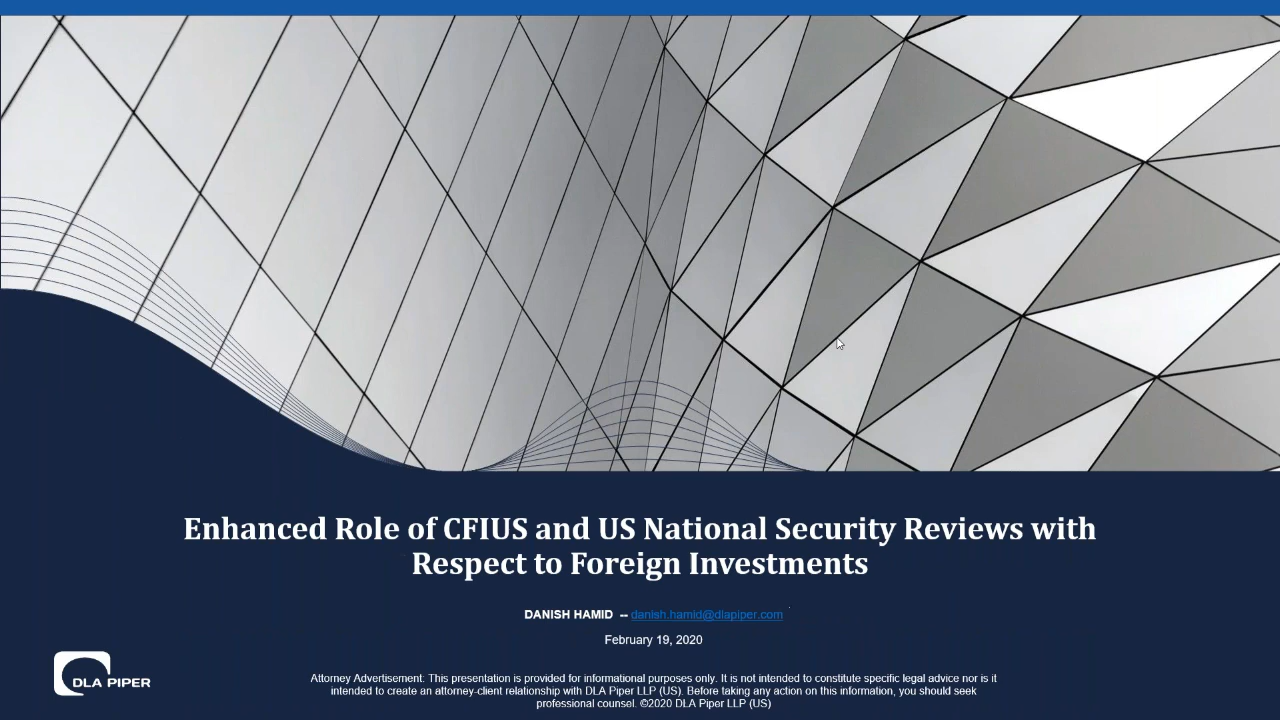 Enhanced Role of CFIUS and US National Security Reviews with
Respect to Foreign Investments
DANISH HAMID -- danish.hamid@dlapiper.com
February 19, 2020
DLA PIPER
Attorney Advertisement: This presentation is provided for informational purposes only. It is not intended to constitute specific legal advice nor is it
intended to create an attorney-client relationship with DLA Piper LLP (US). Before taking any action on this information, you should seek
professional counsel. ©2020 DLA Piper LLP (US)